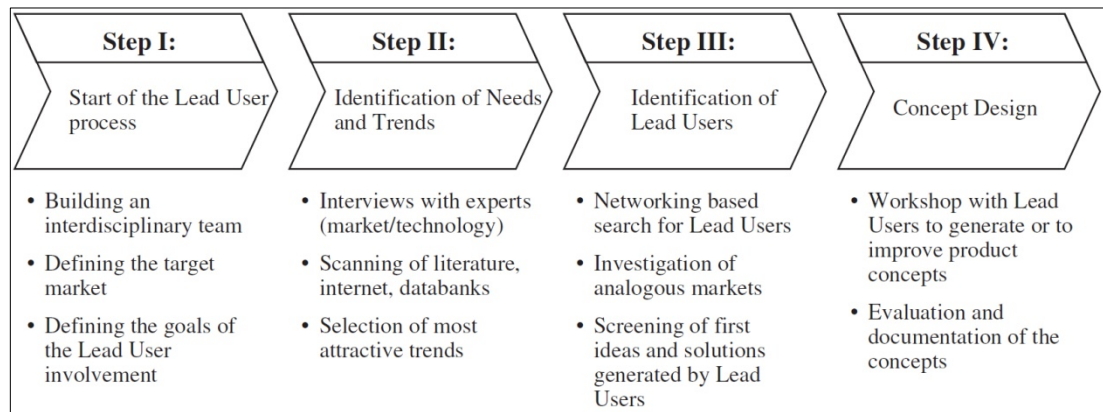 Step I:
Start of the Lead User
process
• Building an
interdisciplinary team
• Defining the target
market
• Defining the goals of
the Lead User
involvement
Step II:
Identification of Needs
and Trends
• Interviews with experts
(market/technology)
• Scanning of literature,
internet, databanks
• Selection of most
attractive trends
Step III:
Identification of
Lead Users
• Networking based
search for Lead Users
• Investigation of
analogous markets
• Screening of first
ideas and solutions
generated by Lead
Users
Step IV:
Concept Design
• Workshop with Lead
Users to generate or to
improve product
concepts
• Evaluation and
documentation of the
concepts